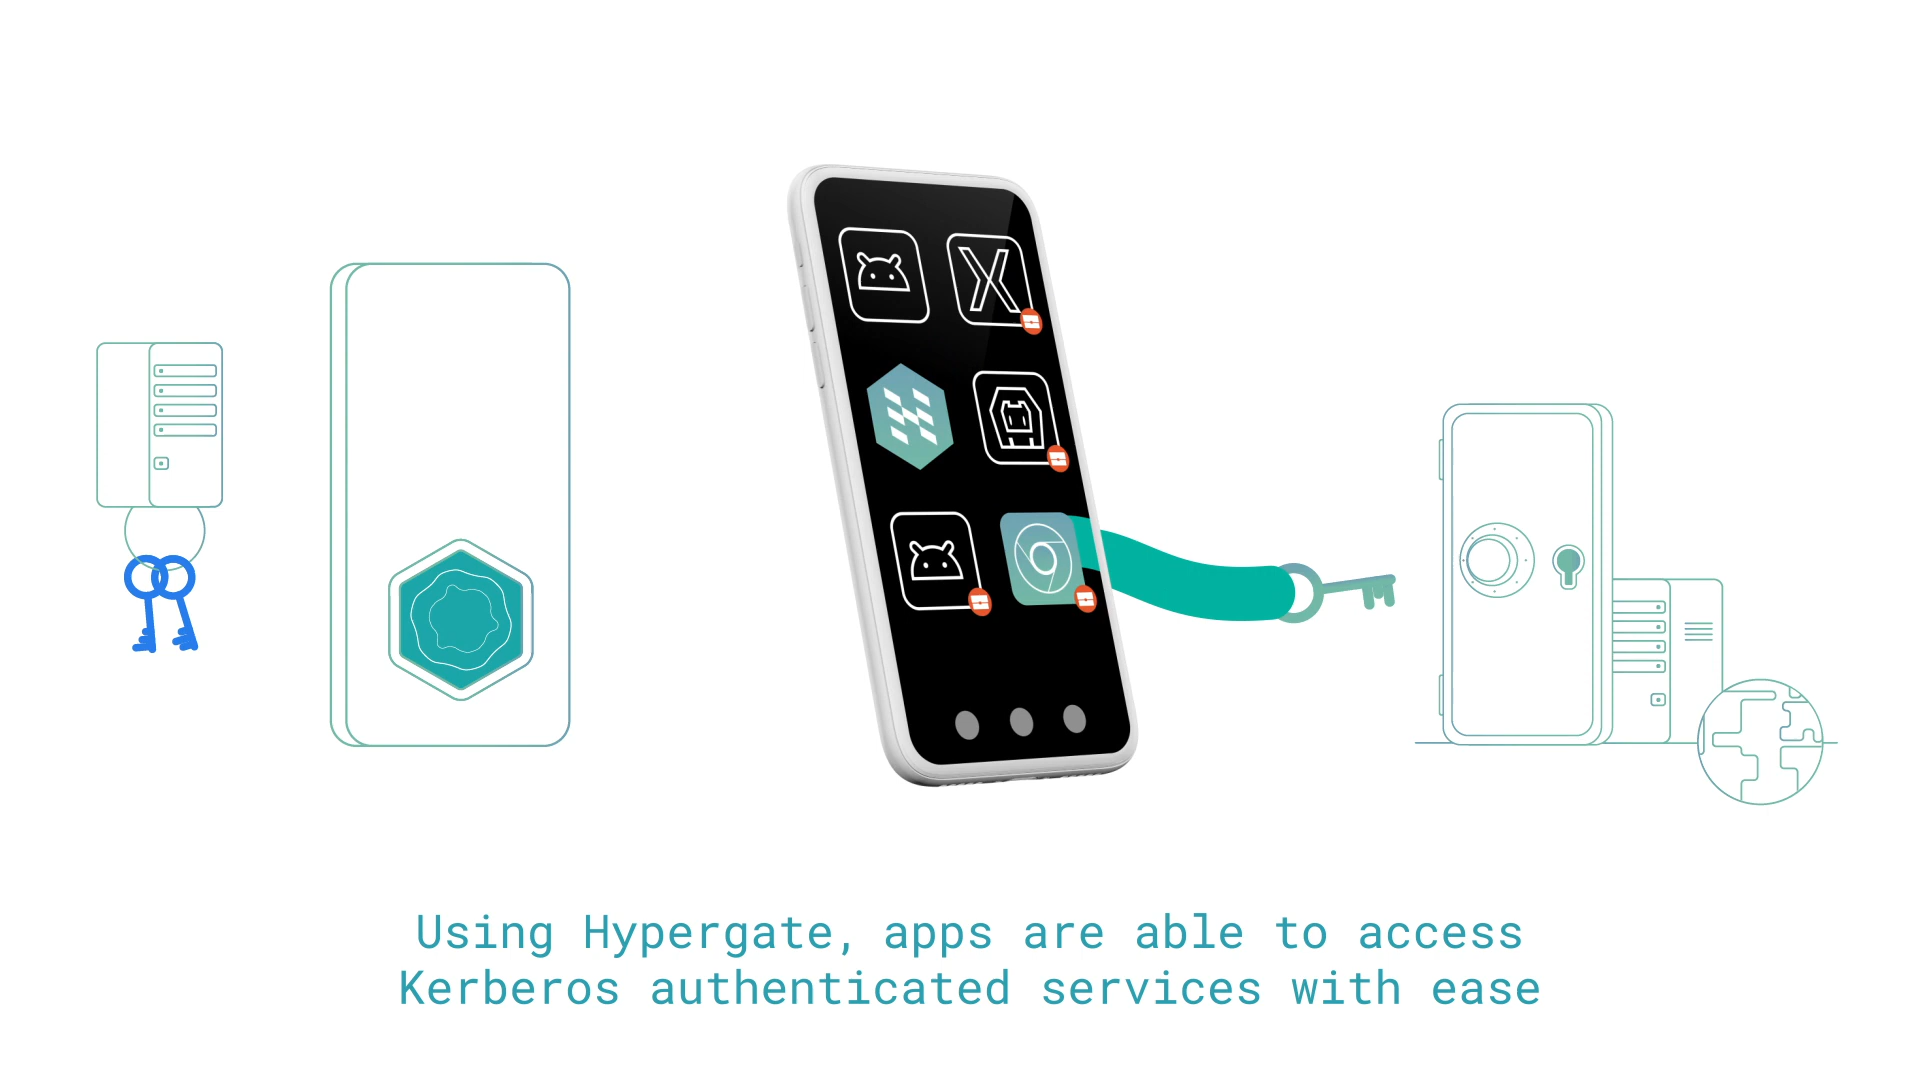 Using Hypergate, apps are able to access
Kerberos authenticated services with ease